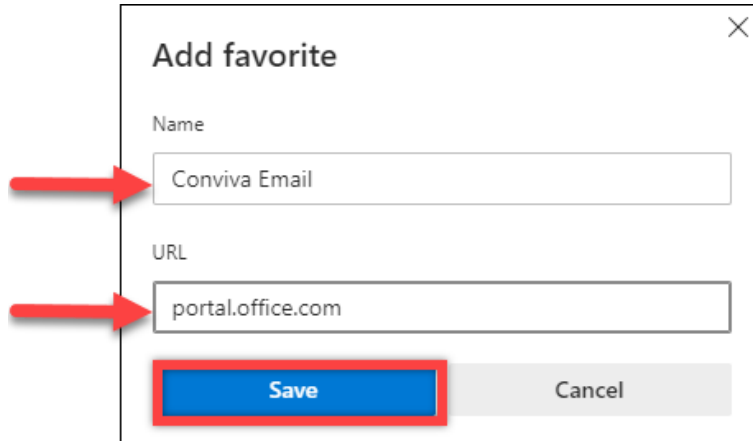 Add favorite
Name
Conviva Email
URL
portal.office.com
Save Cancel